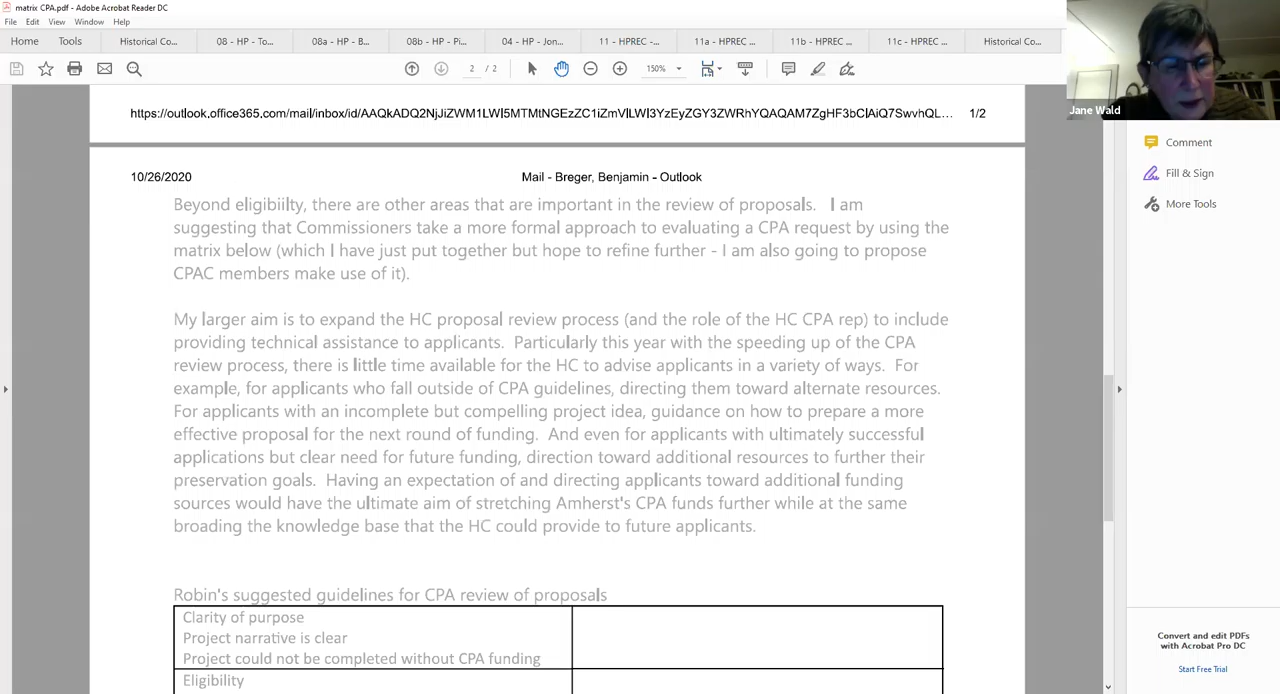 matrix CPA.pdf - Adobe Acrobat Reader DC
File Edit View Window Help
Home Tools Historical Co... 08 - HP - To... 08a - HP - B... 08b - HP - Pi... 04 - HP - Jon... 11 - HPREC -... 11a - HPREC ... 11b - HPREC ... 11c - HPREC ... Historical Co...
2 / 2 150%
https://outlook.office365.com/mail/inbox/id/AAQkADQ2NjJiZWM1LWI5MTMtNGEzZC1iZmVlLWI3YzEyZGY3ZWRhYQAQAM7ZgHF3bClAiQ7SwvhQL... 1/2
Jane Wald
Comment
Fill & Sign
More Tools
10/26/2020 Mail - Breger, Benjamin - Outlook
Beyond eligibiilty, there are other areas that are important in the review of proposals. I am
suggesting that Commissioners take a more formal approach to evaluating a CPA request by using the
matrix below (which I have just put together but hope to refine further - I am also going to propose
CPAC members make use of it).
My larger aim is to expand the HC proposal review process (and the role of the HC CPA rep) to include
providing technical assistance to applicants. Particularly this year with the speeding up of the CPA
review process, there is little time available for the HC to advise applicants in a variety of ways. For
example, for applicants who fall outside of CPA guidelines, directing them toward alternate resources.
For applicants with an incomplete but compelling project idea, guidance on how to prepare a more
effective proposal for the next round of funding. And even for applicants with ultimately successful
applications but clear need for future funding, direction toward additional resources to further their
preservation goals. Having an expectation of and directing applicants toward additional funding
sources would have the ultimate aim of stretching Amherst's CPA funds further while at the same
broading the knowledge base that the HC could provide to future applicants.
Robin's suggested guidelines for CPA review of proposals
Clarity of purpose
Project narrative is clear
Project could not be completed without CPA funding
Eligibility
Convert and edit PDFs
with Acrobat Pro DC
Start Free Trial